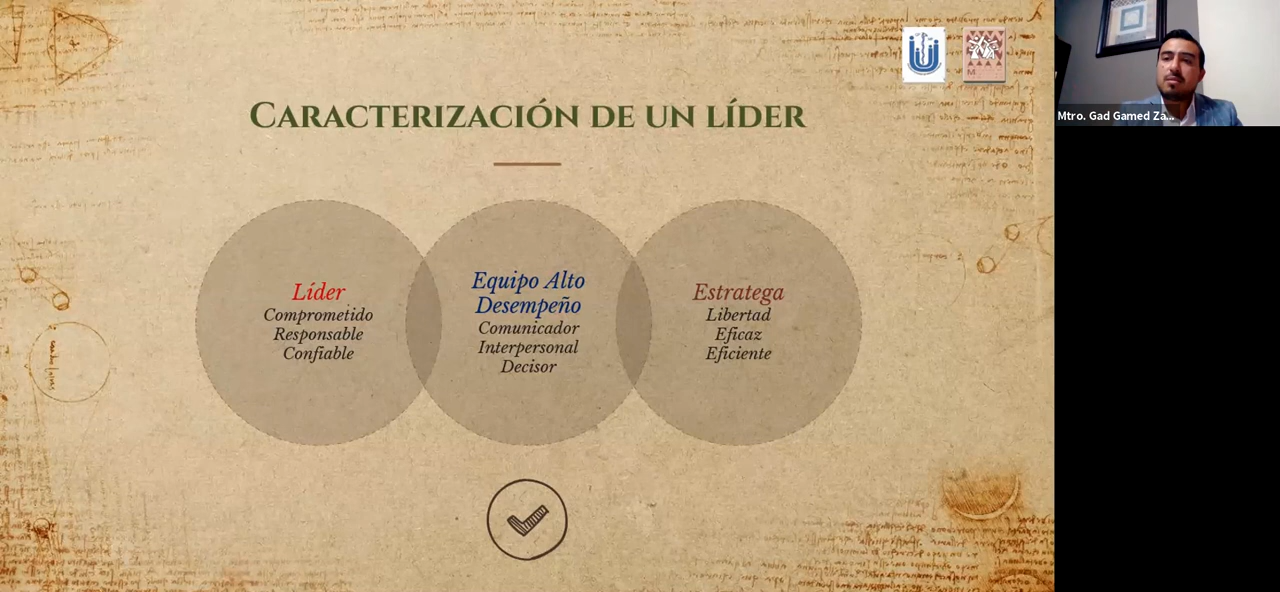 Caracterización de un líder
Líder
Comprometido
Responsable
Confiable
Equipo Alto
Desempeño
Comunicador
Interpersonal
Decisor
Estratega
Libertad
Eficaz
Eficiente
Mtro. Gad Gamed Za...